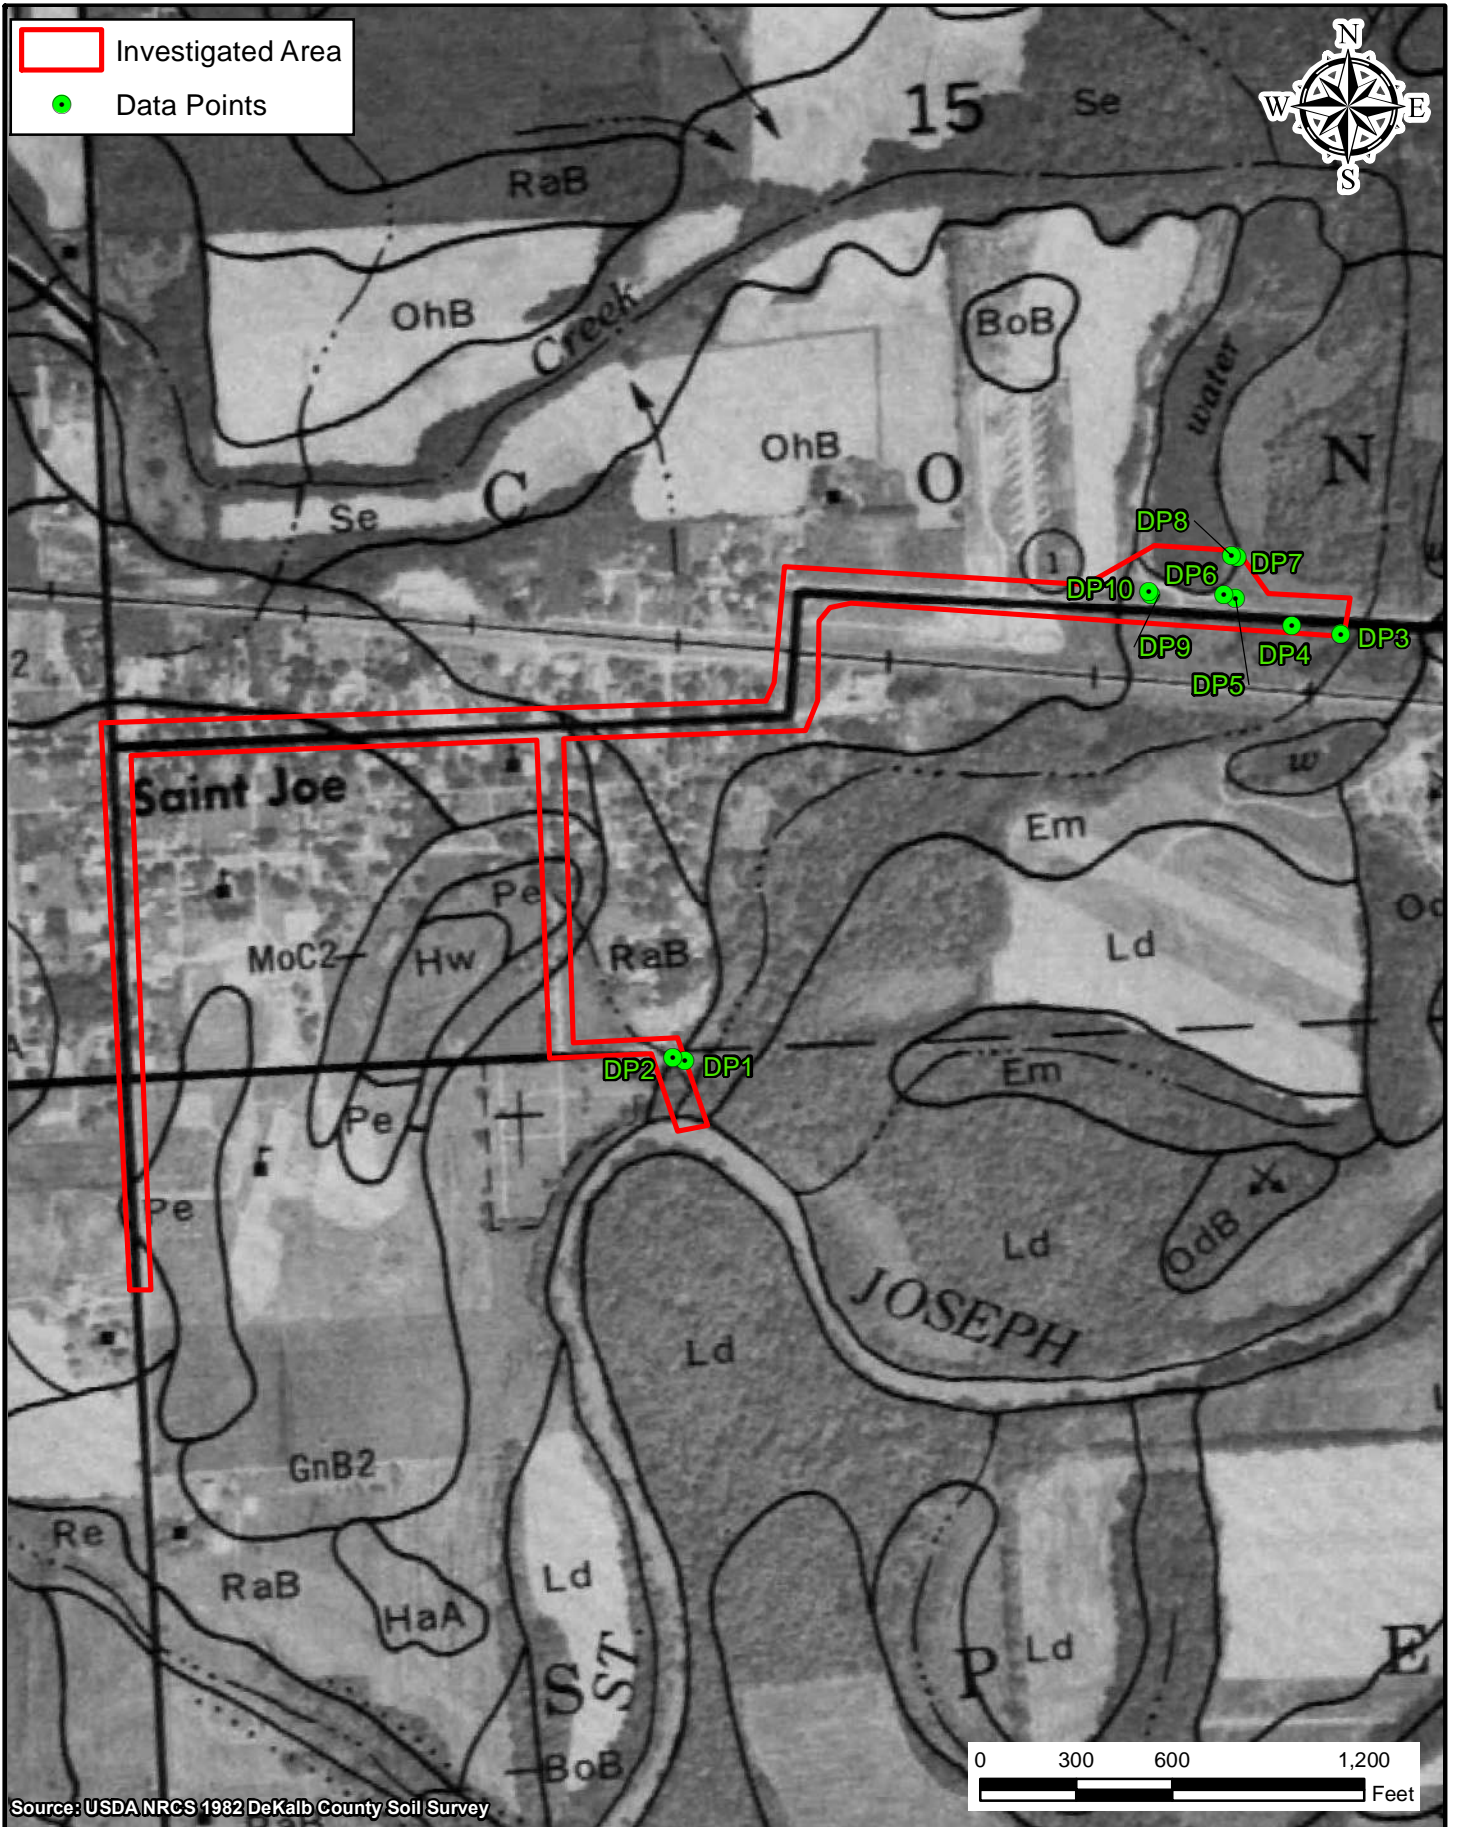 Investigated Area
Data Points
N
W
E
S
15
Se
RaB
OhB
Creek
BoB
water
OhB
C
O
N
Se
1
DP8
DP7
DP10
DP6
DP9
DP4
DP3
DP5
2
w
Saint Joe
Em
Pe
MoC2
Hw
RaB
Ld
DP2
DP1
Em
Pe
Pe
OdB
Ld
JOSEPH
Ld
GnB2
Re
RaB
HaA
Ld
S
ST.
P
Ld
E
BoB
0
300
600
1,200
Feet
Source: USDA NRCS 1982 DeKalb County Soil Survey
RaB